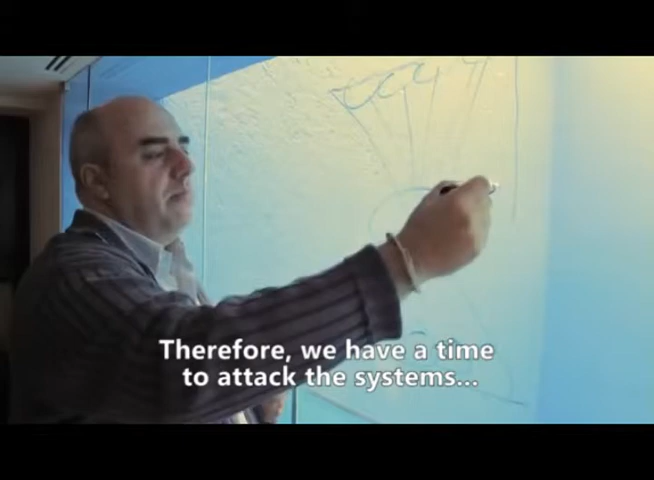 Therefore, we have a time
to attack the systems...